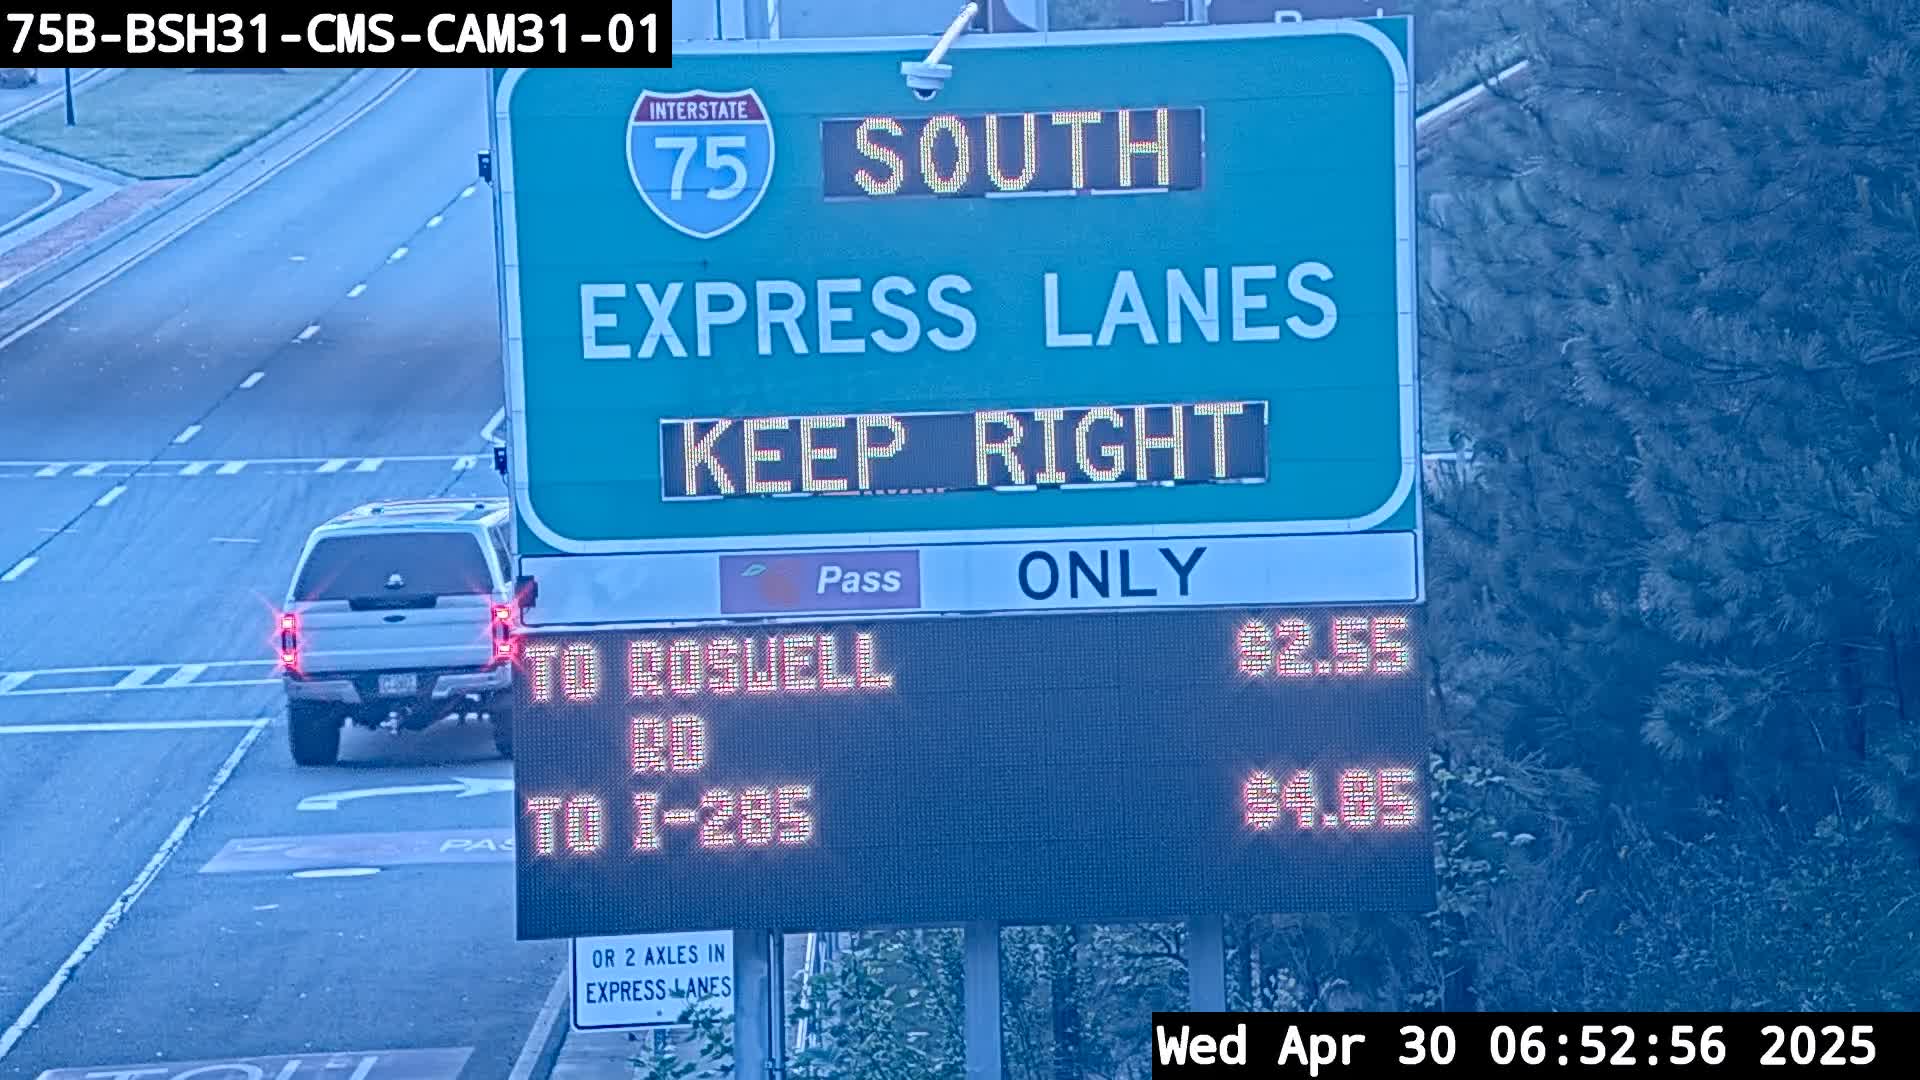 75B-BSH31-CMS-CAM31-01
INTERSTATE
75
SOUTH
EXPRESS LANES
KEEP RIGHT
Pass ONLY
TO ROSWELL $2.55
RD
TO I-285 $4.85
OR 2 AXLES IN
EXPRESS LANES
Wed Apr 30 06:52:56 2025